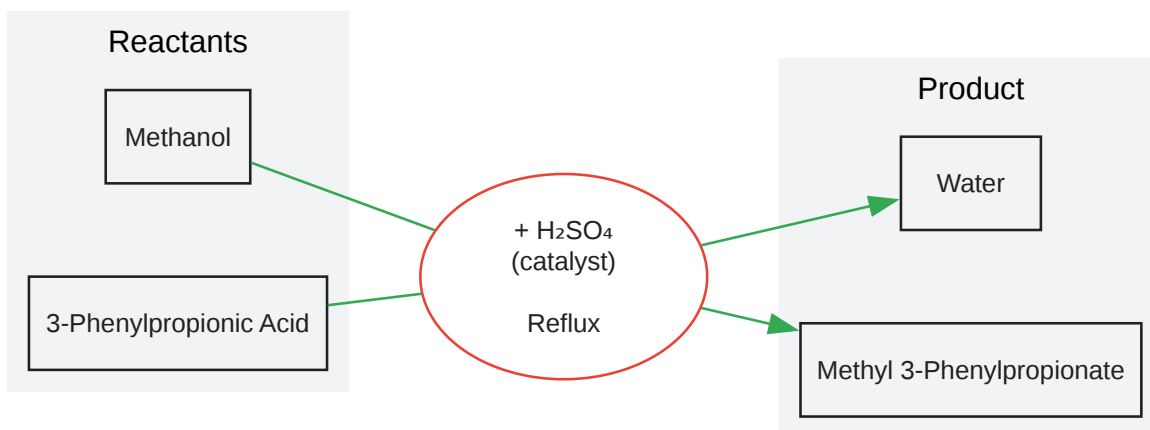 Reactants
Methanol
3-Phenylpropionic Acid
+ H₂SO₄
(catalyst)
Reflux
Product
Water
Methyl 3-Phenylpropionate